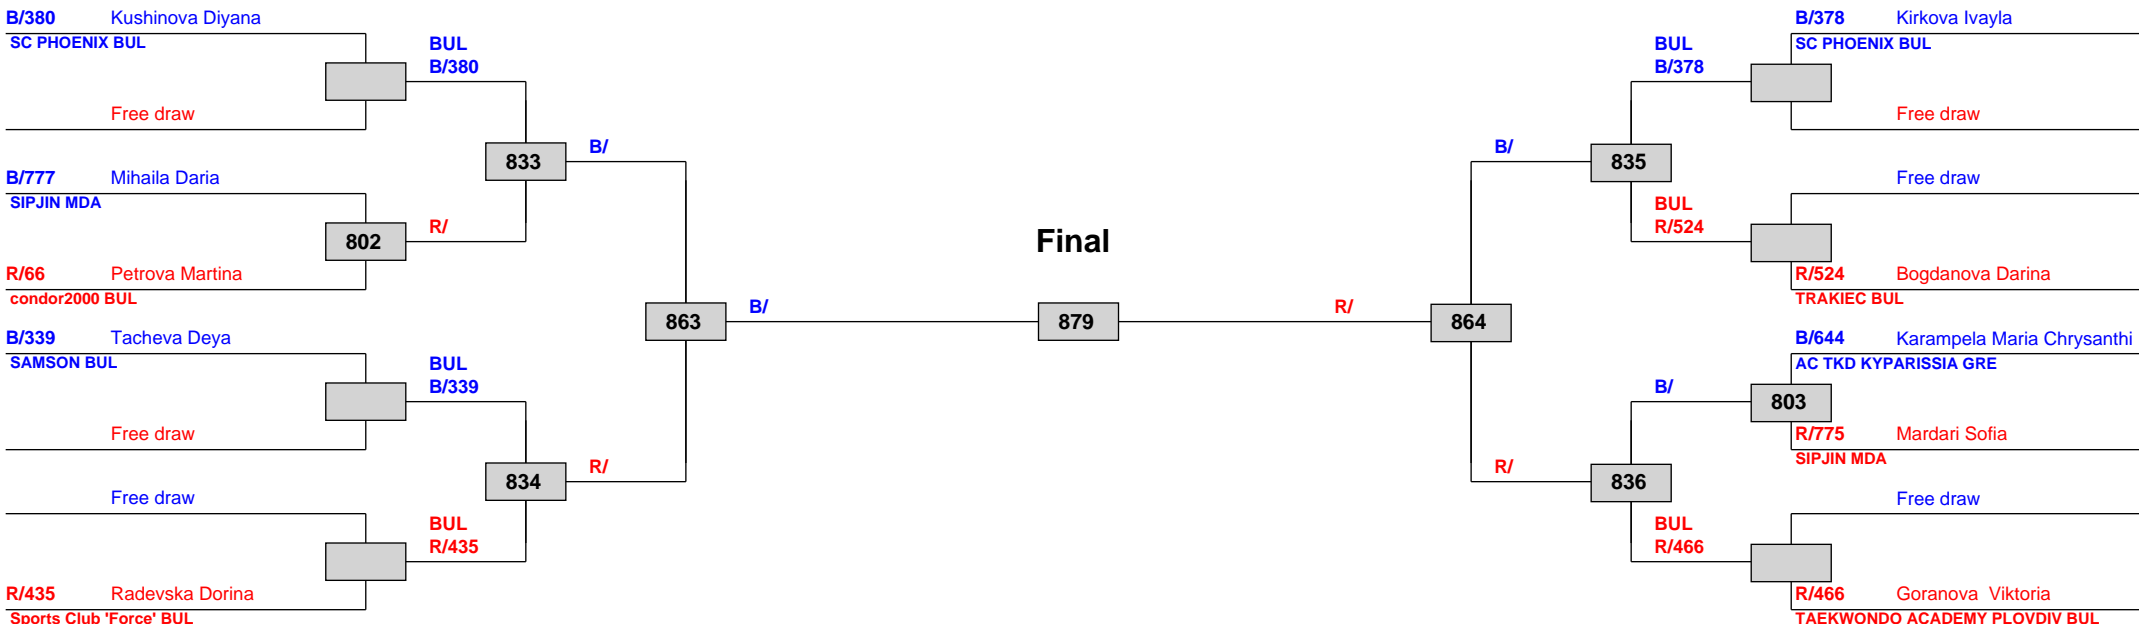 B/380 Kushinova Diyana
SC PHOENIX BUL
BUL
B/380
Free draw
833
B/
B/777 Mihaila Daria
SIPJIN MDA
802
R/
R/66 Petrova Martina
condor2000 BUL
863
B/
B/339 Tacheva Deya
SAMSON BUL
BUL
B/339
Free draw
834
R/
Free draw
BUL
R/435
R/435 Radevska Dorina
Sports Club 'Force' BUL
Final
879
B/378 Kirkova Ivayla
SC PHOENIX BUL
BUL
B/378
Free draw
B/
835
Free draw
BUL
R/524
R/524 Bogdanova Darina
TRAKIEC BUL
R/
864
B/644 Karampela Maria Chrysanthi
AC TKD KYPARISSIA GRE
B/
803
R/775 Mardari Sofia
SIPJIN MDA
R/
836
Free draw
BUL
R/466
R/466 Goranova Viktoria
TAEKWONDO ACADEMY PLOVDIV BUL